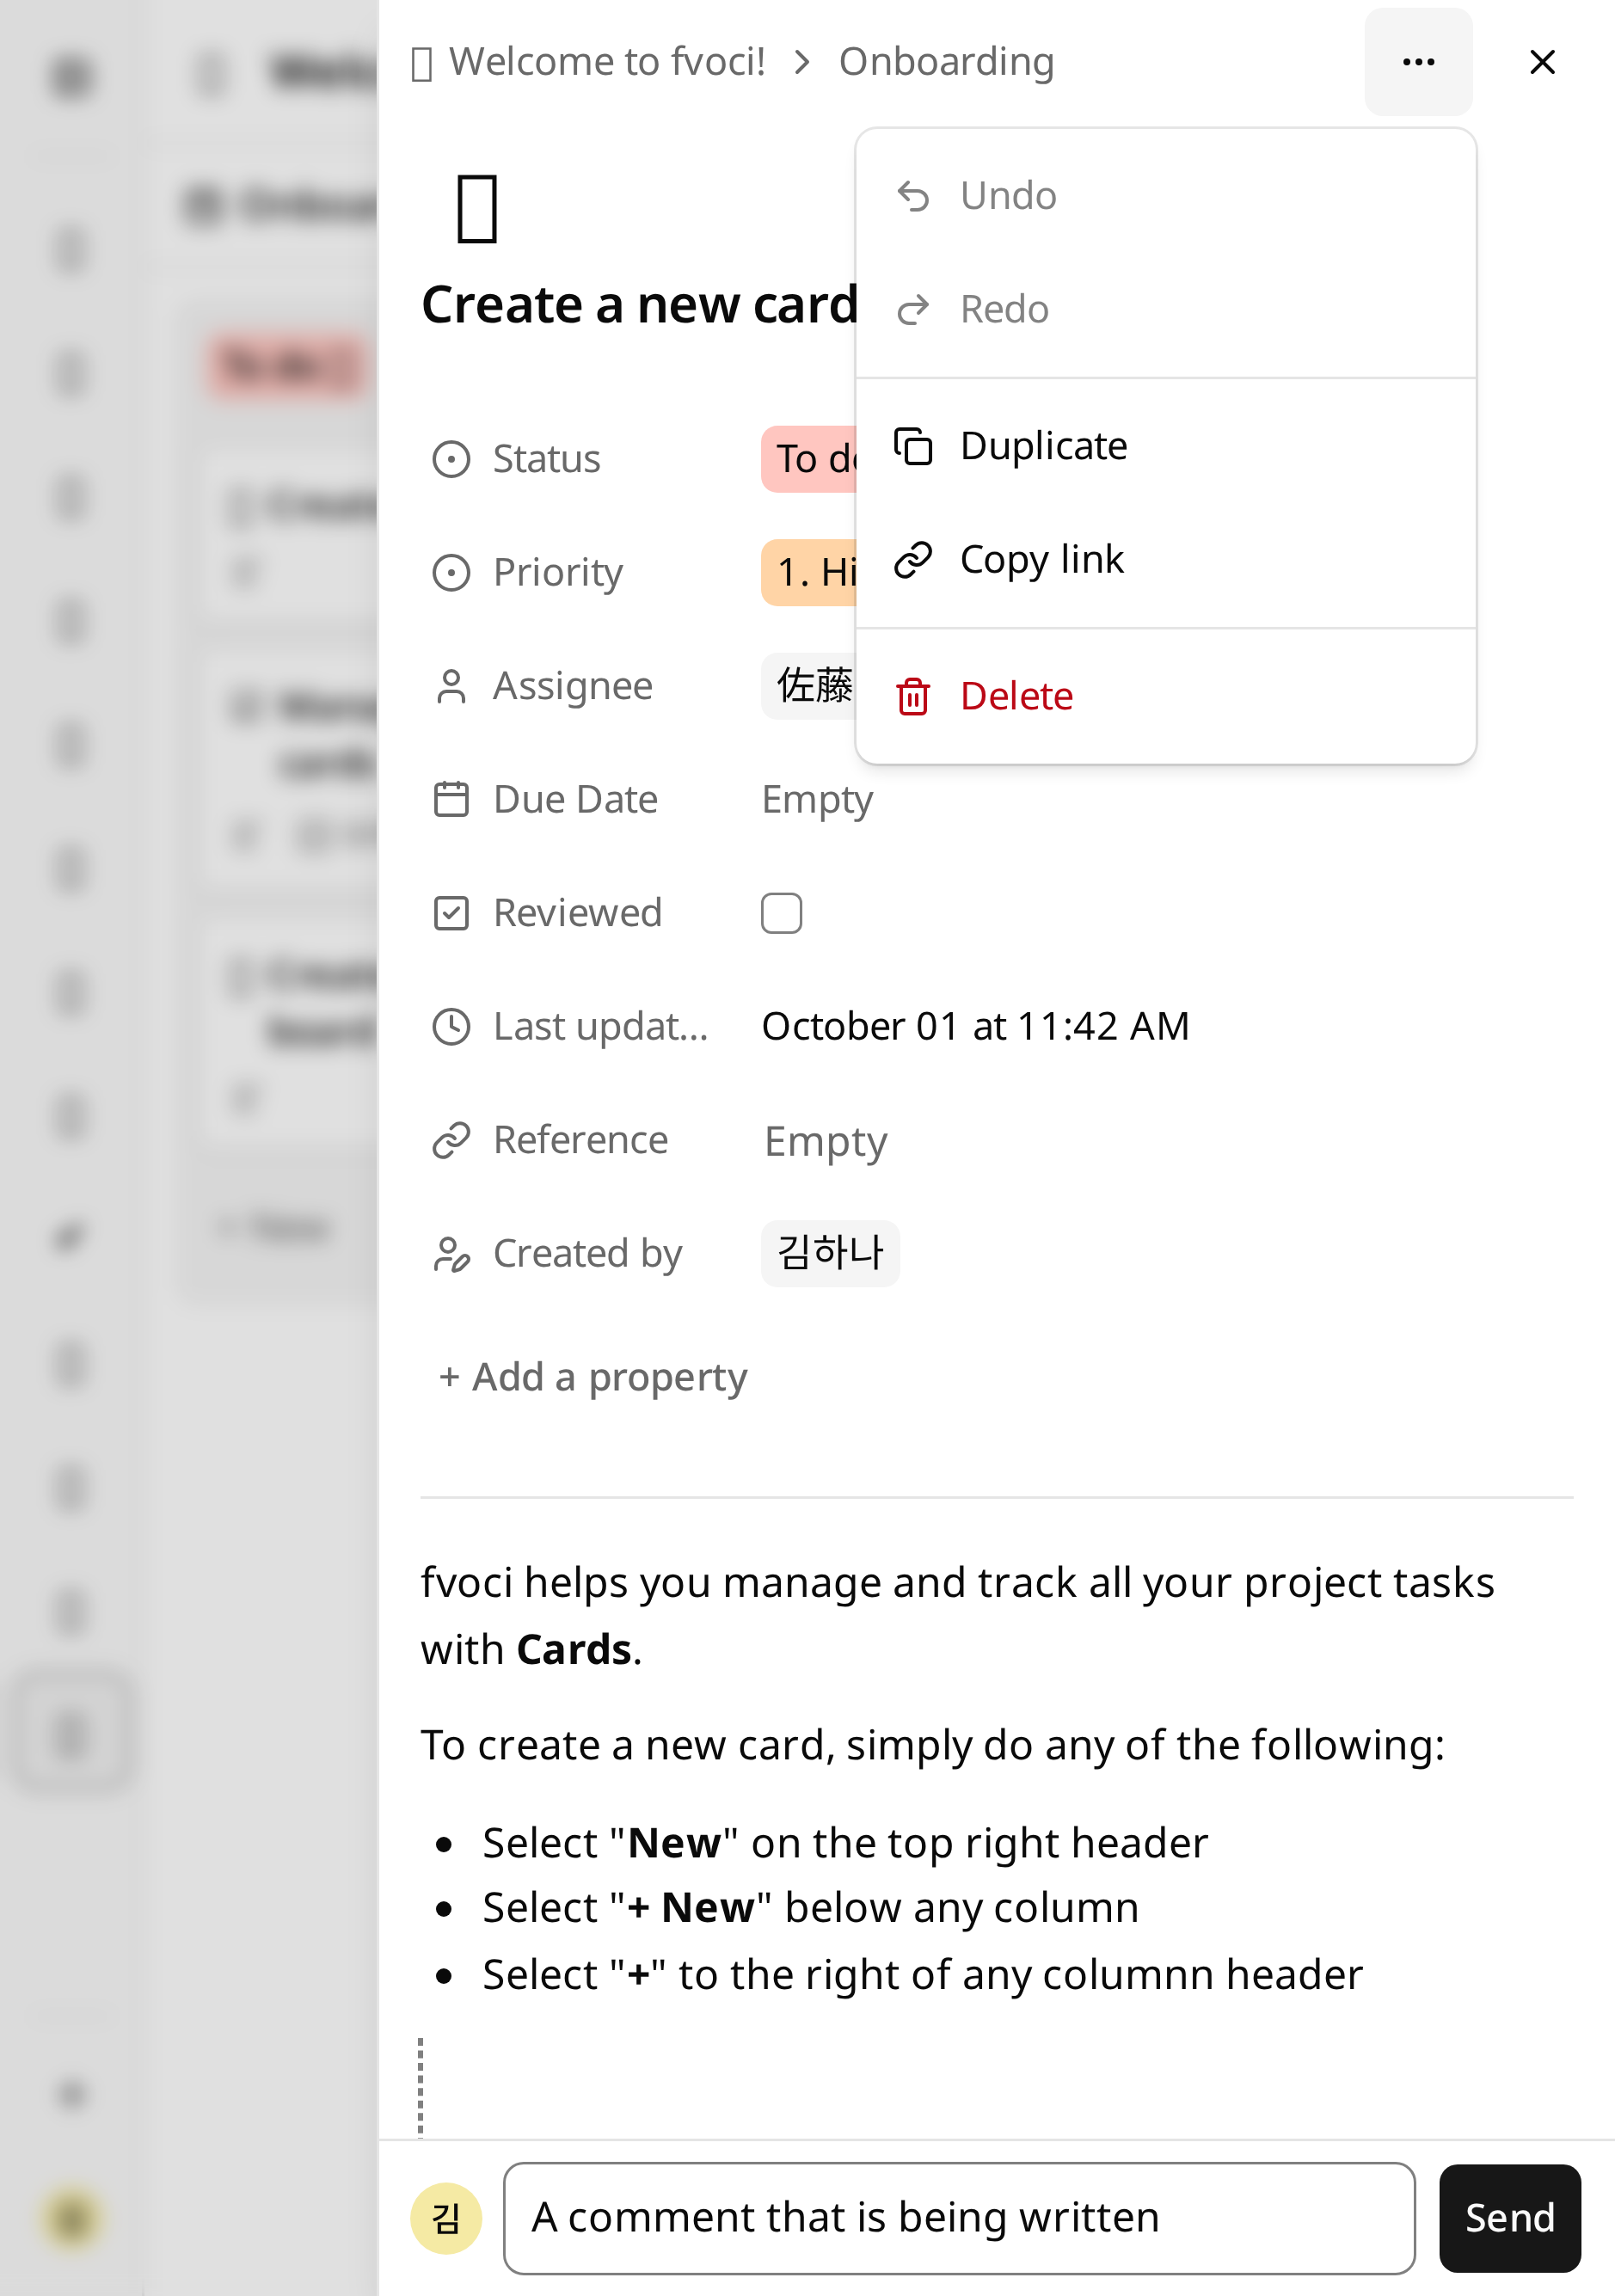 Welcome to fvoci! > Onboarding
Undo
Redo
Duplicate
Copy link
Delete
Create a new card
Status To do
Priority 1. Hi
Assignee 佐藤
Due Date Empty
Reviewed
Last updat... October 01 at 11:42 AM
Reference Empty
Created by 김하나
+ Add a property
fvoci helps you manage and track all your project tasks
with Cards.
To create a new card, simply do any of the following:
• Select "New" on the top right header
• Select "+ New" below any column
• Select "+" to the right of any columnn header
김 A comment that is being written Send
To do
+ New